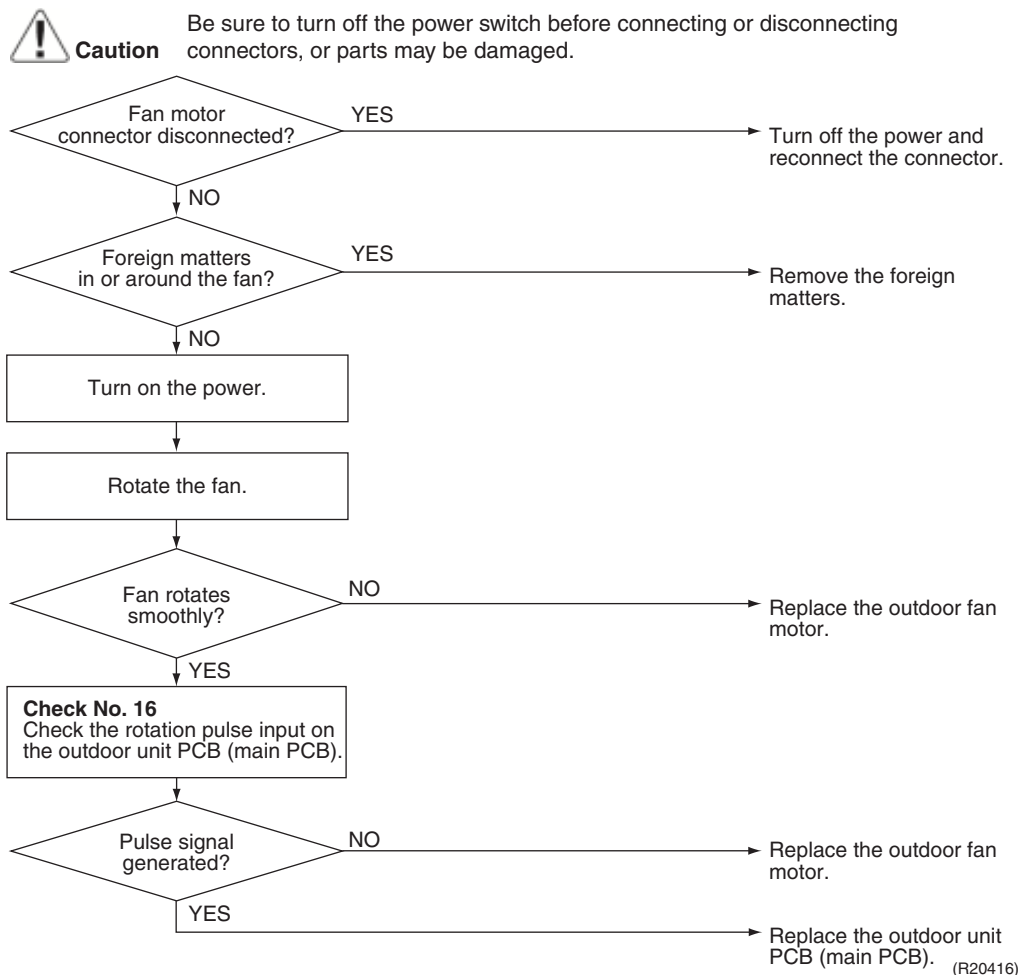 Be sure to turn off the power switch before connecting or disconnecting
Caution connectors, or parts may be damaged.
Fan motor
connector disconnected?
YES
Turn off the power and
reconnect the connector.
NO
Foreign matters
in or around the fan?
YES
Remove the foreign
matters.
NO
Turn on the power.
Rotate the fan.
Fan rotates
smoothly?
NO
Replace the outdoor fan
motor.
YES
Check No. 16
Check the rotation pulse input on
the outdoor unit PCB (main PCB).
Pulse signal
generated?
NO
Replace the outdoor fan
motor.
YES
Replace the outdoor unit
PCB (main PCB).
(R20416)